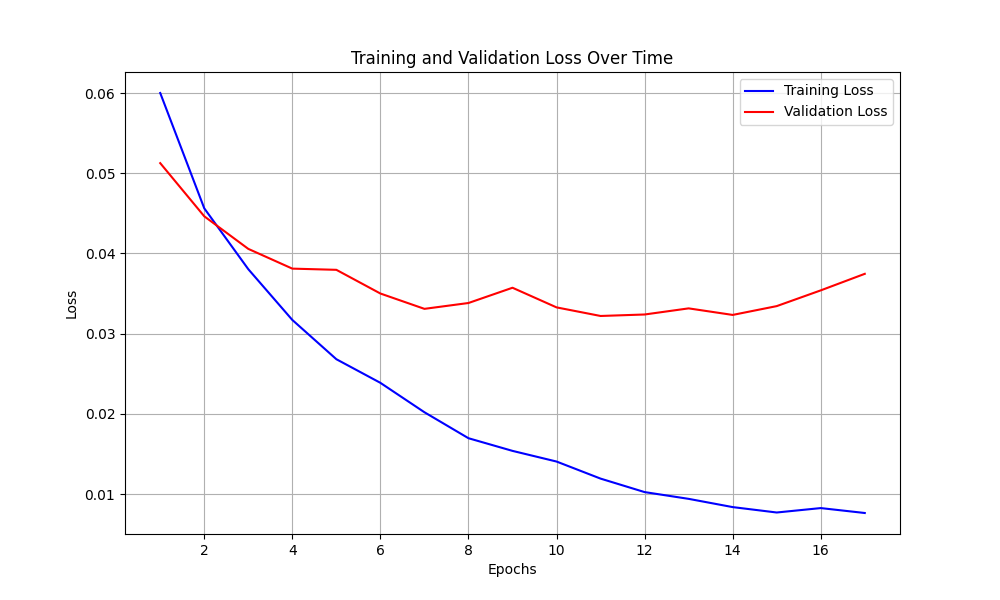 Training and Validation Loss Over Time
Training Loss
Validation Loss
0.06
0.05
0.04
0.03
0.02
0.01
Loss
2 4 6 8 10 12 14 16
Epochs